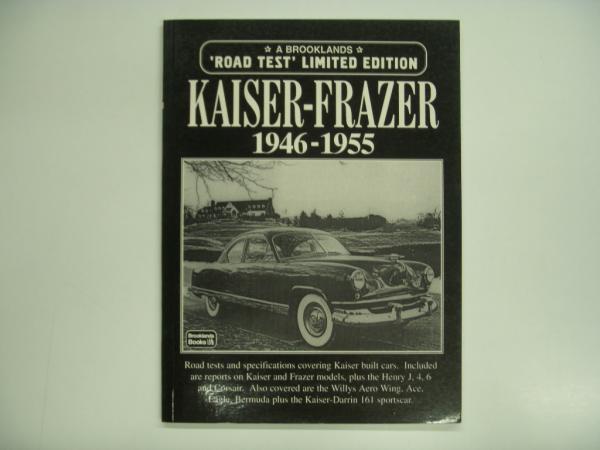 ☆ A BROOKLANDS ☆
'ROAD TEST' LIMITED EDITION
KAISER-FRAZER
1946-1955
Brooklands
Books
Road tests and specifications covering Kaiser built cars. Included
are reports on Kaiser and Frazer models, plus the Henry J, 4, 6
and Corsair. Also covered are the Willys Aero Wing, Ace,
Eagle, Bermuda plus the Kaiser-Darrin 161 sportscar.